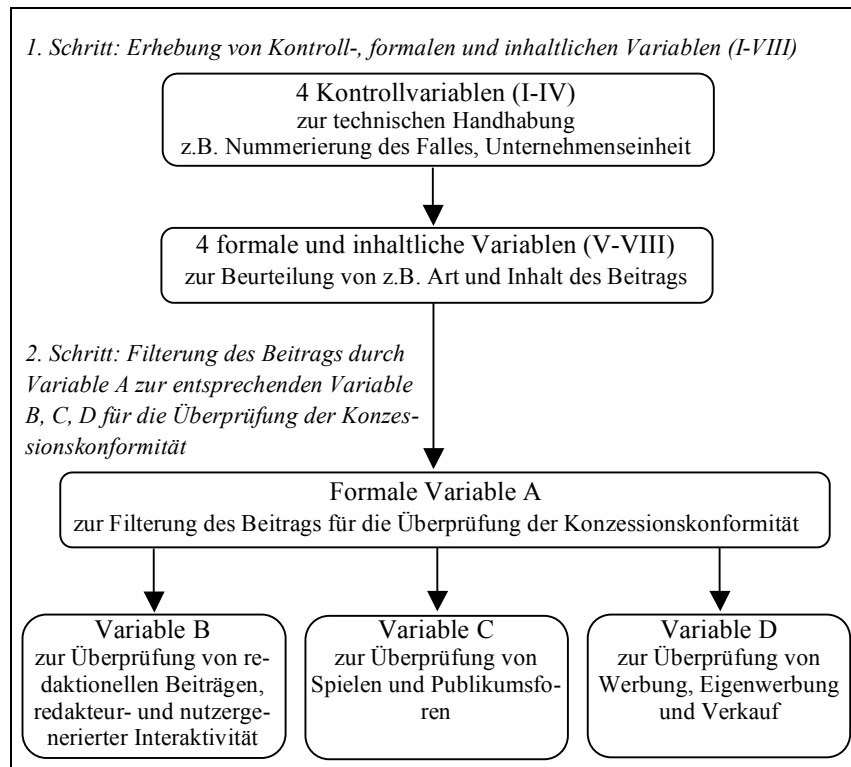 1. Schritt: Erhebung von Kontroll-, formalen und inhaltlichen Variablen (I-VIII)
4 Kontrollvariablen (I-IV)
zur technischen Handhabung
z.B. Nummerierung des Falles, Unternehmenseinheit
4 formale und inhaltliche Variablen (V-VIII)
zur Beurteilung von z.B. Art und Inhalt des Beitrags
2. Schritt: Filterung des Beitrags durch
Variable A zur entsprechenden Variable
B, C, D für die Überprüfung der Konzes-
sionskonformität
Formale Variable A
zur Filterung des Beitrags für die Überprüfung der Konzessionskonformität
Variable B
zur Überprüfung von re-
daktionellen Beiträgen,
redakteur- und nutzerge-
nerierter Interaktivität
Variable C
zur Überprüfung von
Spielen und Publikumsfo-
ren
Variable D
zur Überprüfung von
Werbung, Eigenwerbung
und Verkauf